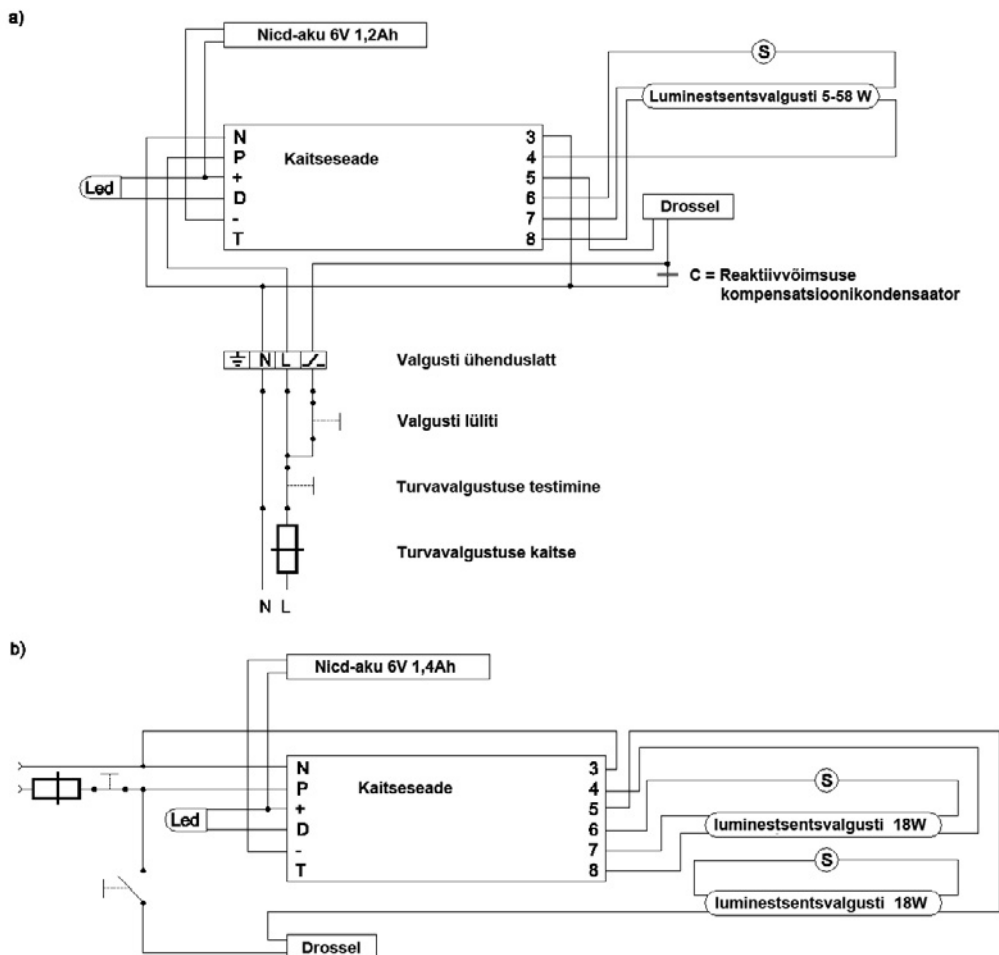 a)
Nicd-aku 6V 1,2Ah
S
Luminestsentsvalgusti 5-58 W
N
P
+
D
-
T
Kaitseseade
3
4
5
6
7
8
Led
Drossel
C = Reaktiivvõimsuse
kompensatsioonikondensaator
N L
Valgusti ühenduslatt
Valgusti lüliti
Turvavalgustuse testimine
Turvavalgustuse kaitse
N L
b)
Nicd-aku 6V 1,4Ah
N
P
+
D
-
T
Kaitseseade
3
4
5
6
7
8
Led
S
luminestsentsvalgusti 18W
S
luminestsentsvalgusti 18W
Drossel